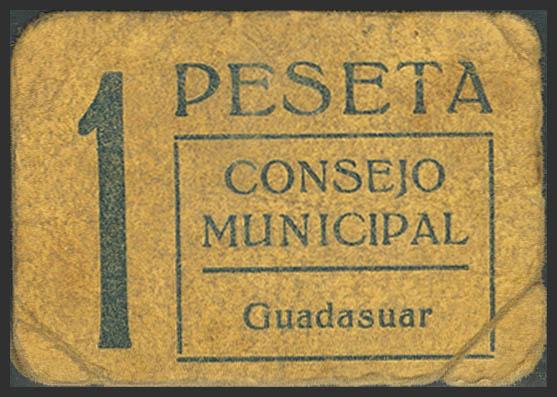 1 PESETA
CONSEJO
MUNICIPAL
Guadasuar